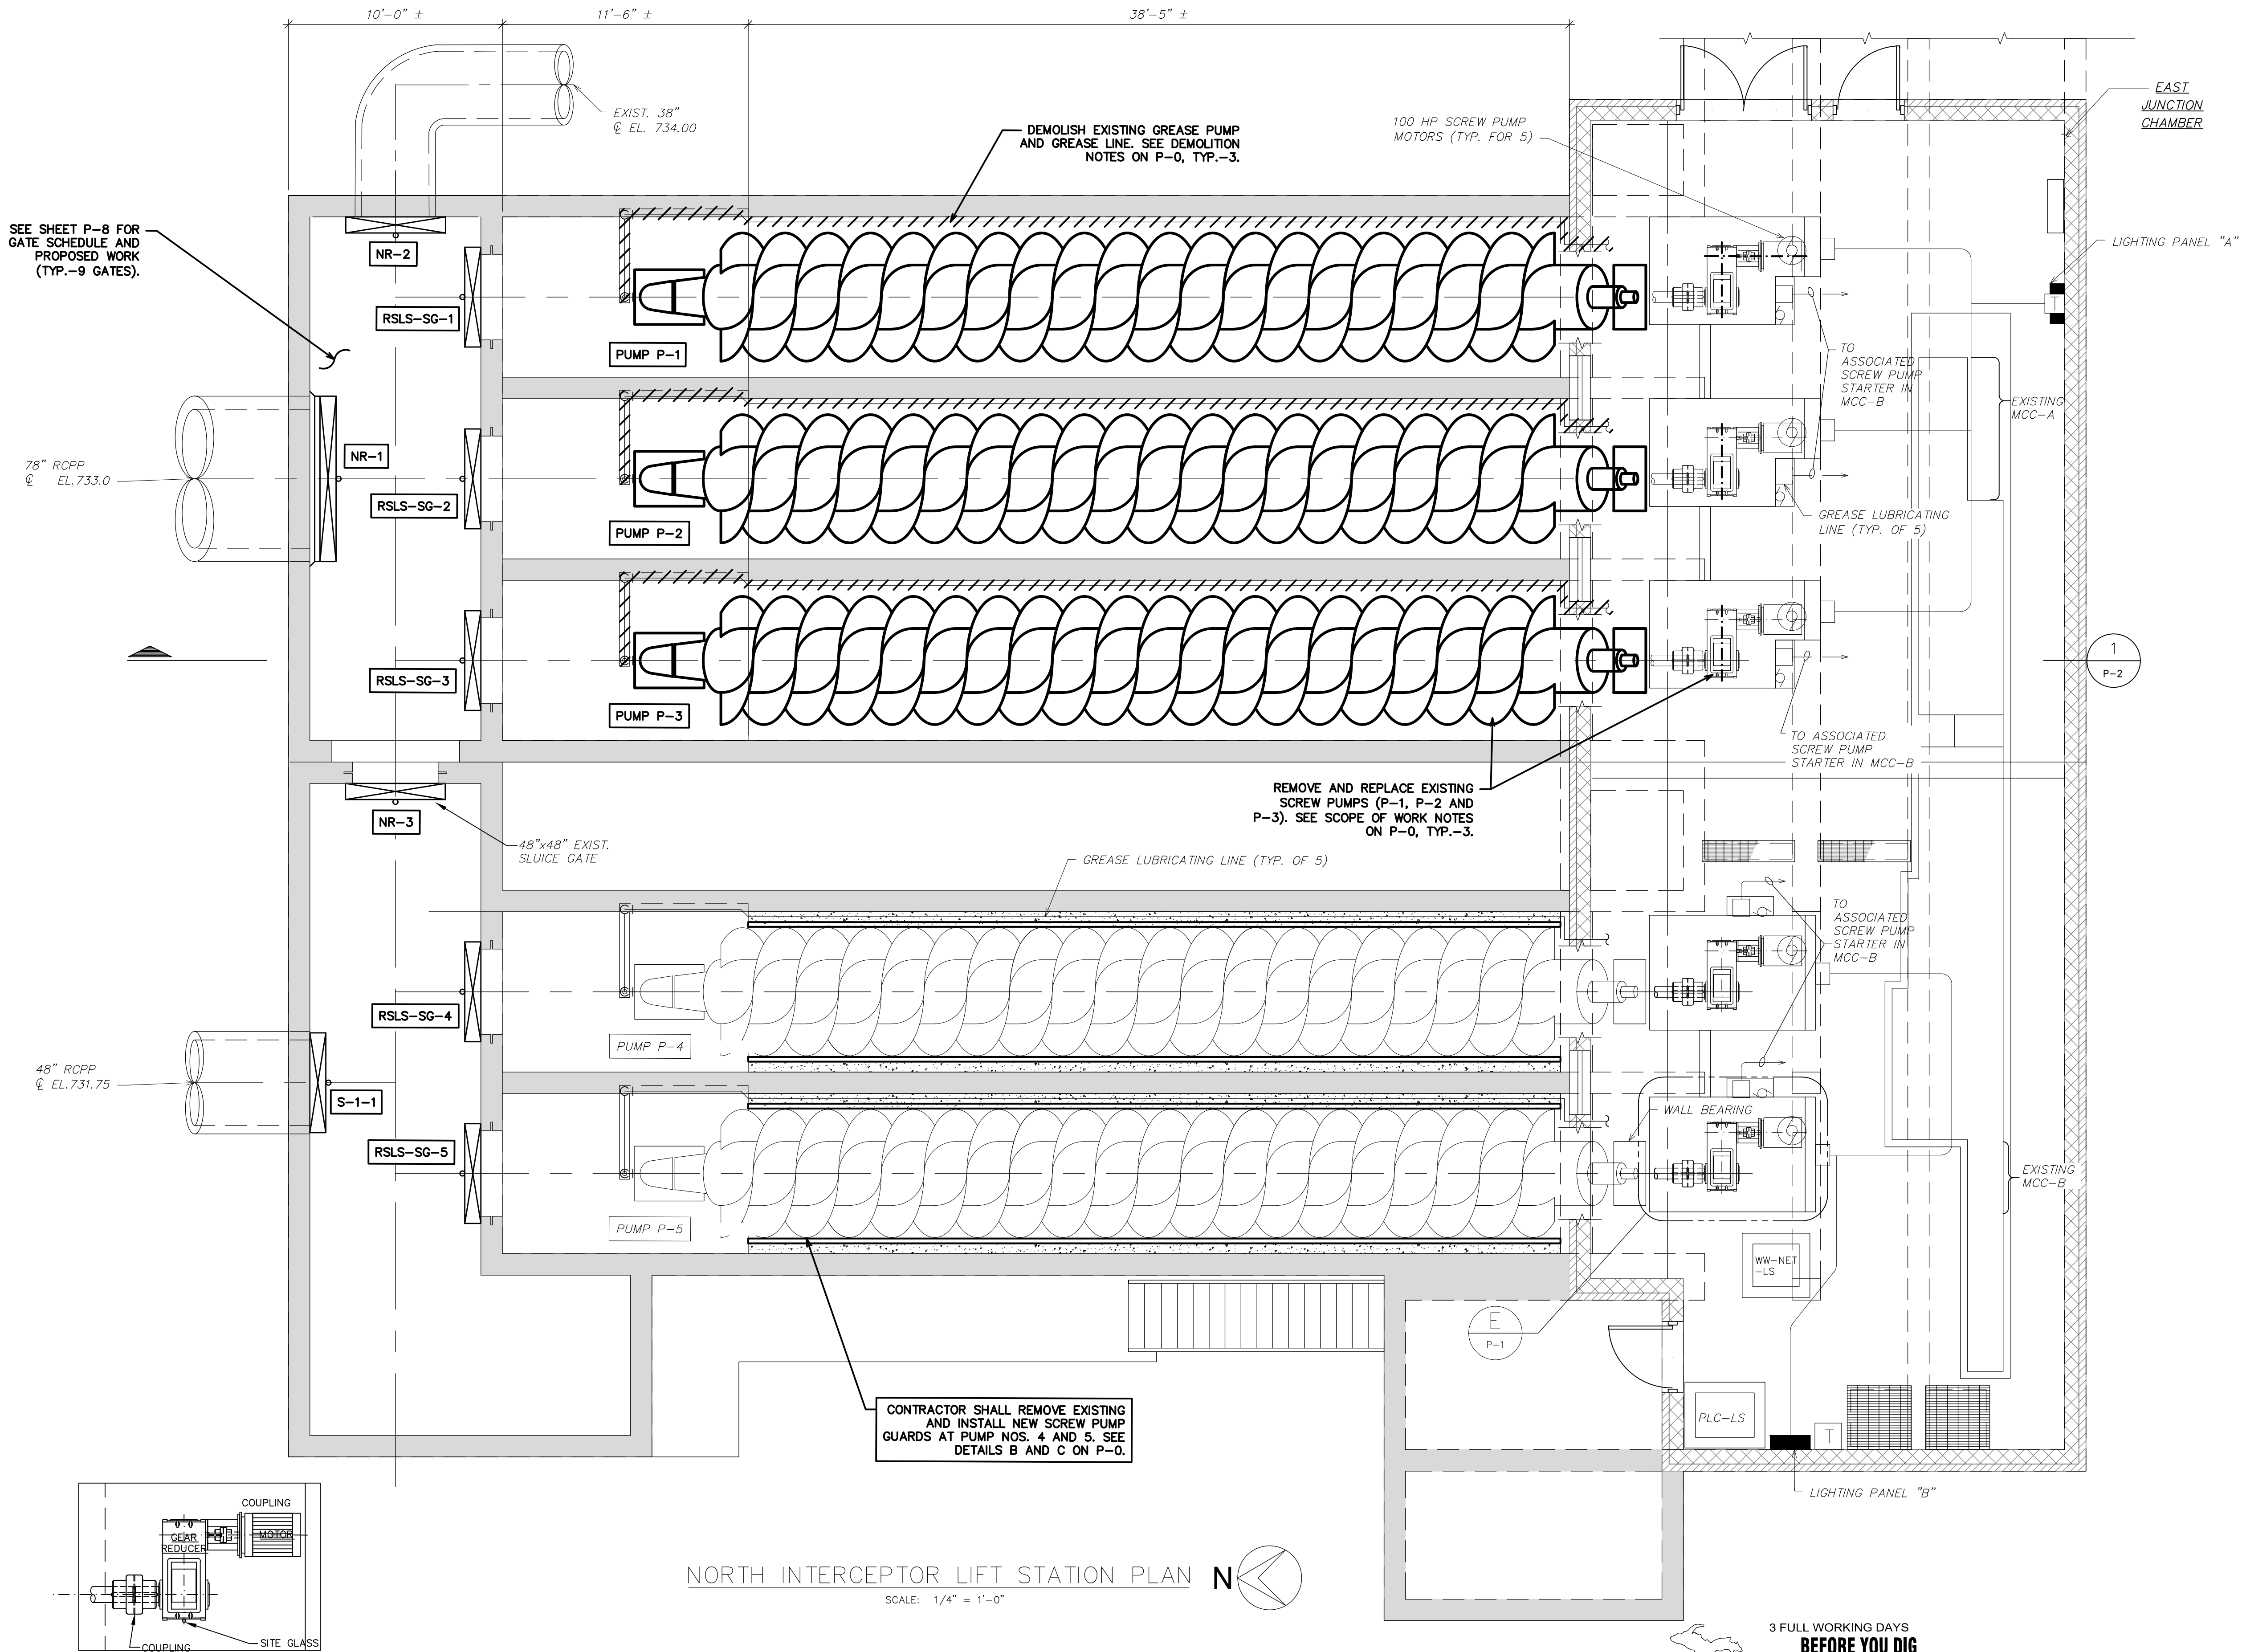 10'-0" ±
11'-6" ±
38'-5" ±
EXIST. 38"
℄ EL. 734.00
DEMOLISH EXISTING GREASE PUMP
AND GREASE LINE. SEE DEMOLITION
NOTES ON P-0, TYP.-3.
100 HP SCREW PUMP
MOTORS (TYP. FOR 5)
EAST
JUNCTION
CHAMBER
SEE SHEET P-8 FOR
GATE SCHEDULE AND
PROPOSED WORK
(TYP.-9 GATES).
NR-2
RSLS-SG-1
PUMP P-1
LIGHTING PANEL "A"
T
TO
ASSOCIATED
SCREW PUMP
STARTER IN
MCC-B
EXISTING
MCC-A
78" RCPP
℄ EL.733.0
NR-1
RSLS-SG-2
PUMP P-2
GREASE LUBRICATING
LINE (TYP. OF 5)
RSLS-SG-3
PUMP P-3
1
P-2
TO ASSOCIATED
SCREW PUMP
STARTER IN MCC-B
REMOVE AND REPLACE EXISTING
SCREW PUMPS (P-1, P-2 AND
P-3). SEE SCOPE OF WORK NOTES
ON P-0, TYP.-3.
NR-3
48"x48" EXIST.
SLUICE GATE
GREASE LUBRICATING LINE (TYP. OF 5)
TO
ASSOCIATED
SCREW PUMP
STARTER IN
MCC-B
RSLS-SG-4
PUMP P-4
48" RCPP
℄ EL.731.75
S-1-1
RSLS-SG-5
PUMP P-5
WALL BEARING
EXISTING
MCC-B
WW-NET
-LS
E
P-1
CONTRACTOR SHALL REMOVE EXISTING
AND INSTALL NEW SCREW PUMP
GUARDS AT PUMP NOS. 4 AND 5. SEE
DETAILS B AND C ON P-0.
PLC-LS
T
LIGHTING PANEL "B"
COUPLING
GEAR
REDUCER
MOTOR
COUPLING
SITE GLASS
NORTH INTERCEPTOR LIFT STATION PLAN
N
SCALE: 1/4" = 1'-0"
3 FULL WORKING DAYS
BEFORE YOU DIG